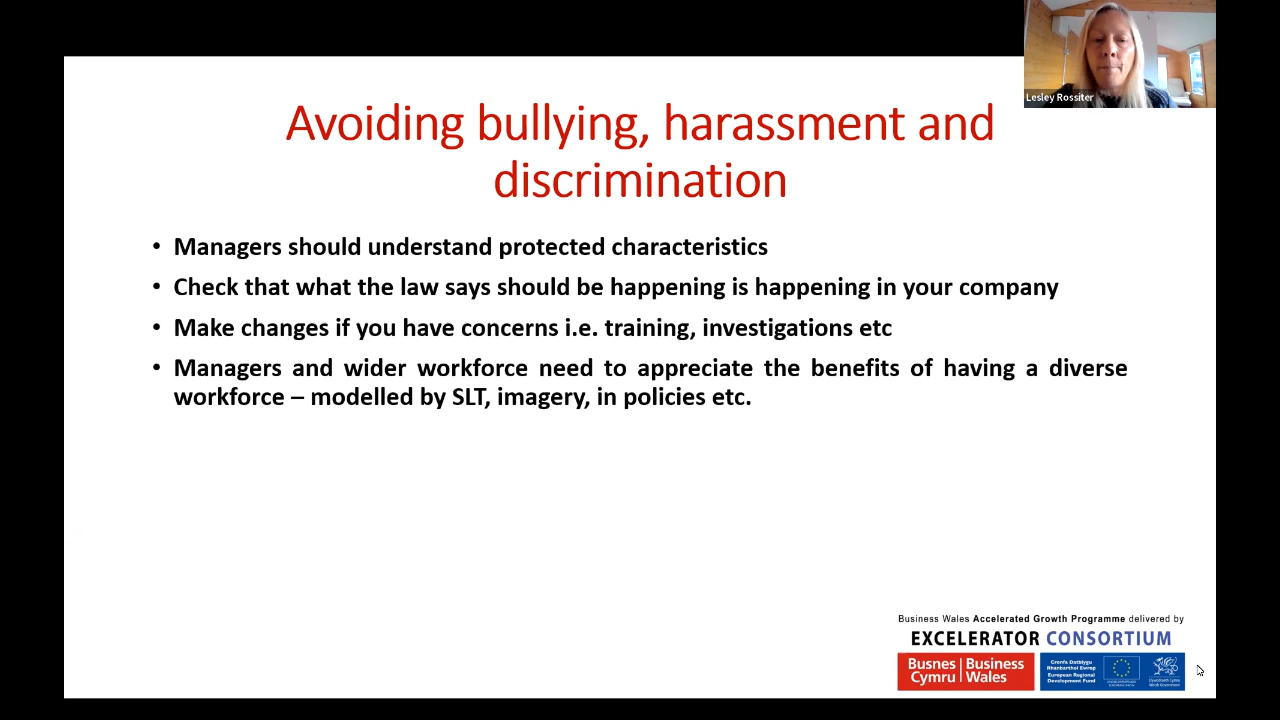 Lesley Rossiter
Avoiding bullying, harassment and
discrimination
• Managers should understand protected characteristics
• Check that what the law says should be happening is happening in your company
• Make changes if you have concerns i.e. training, investigations etc
• Managers and wider workforce need to appreciate the benefits of having a diverse
workforce – modelled by SLT, imagery, in policies etc.
Business Wales Accelerated Growth Programme delivered by
EXCELERATOR CONSORTIUM
Busnes Cymru
Business Wales
Cronfa Datblygu
Rhanbarthol Ewrop
European Regional
Development Fund